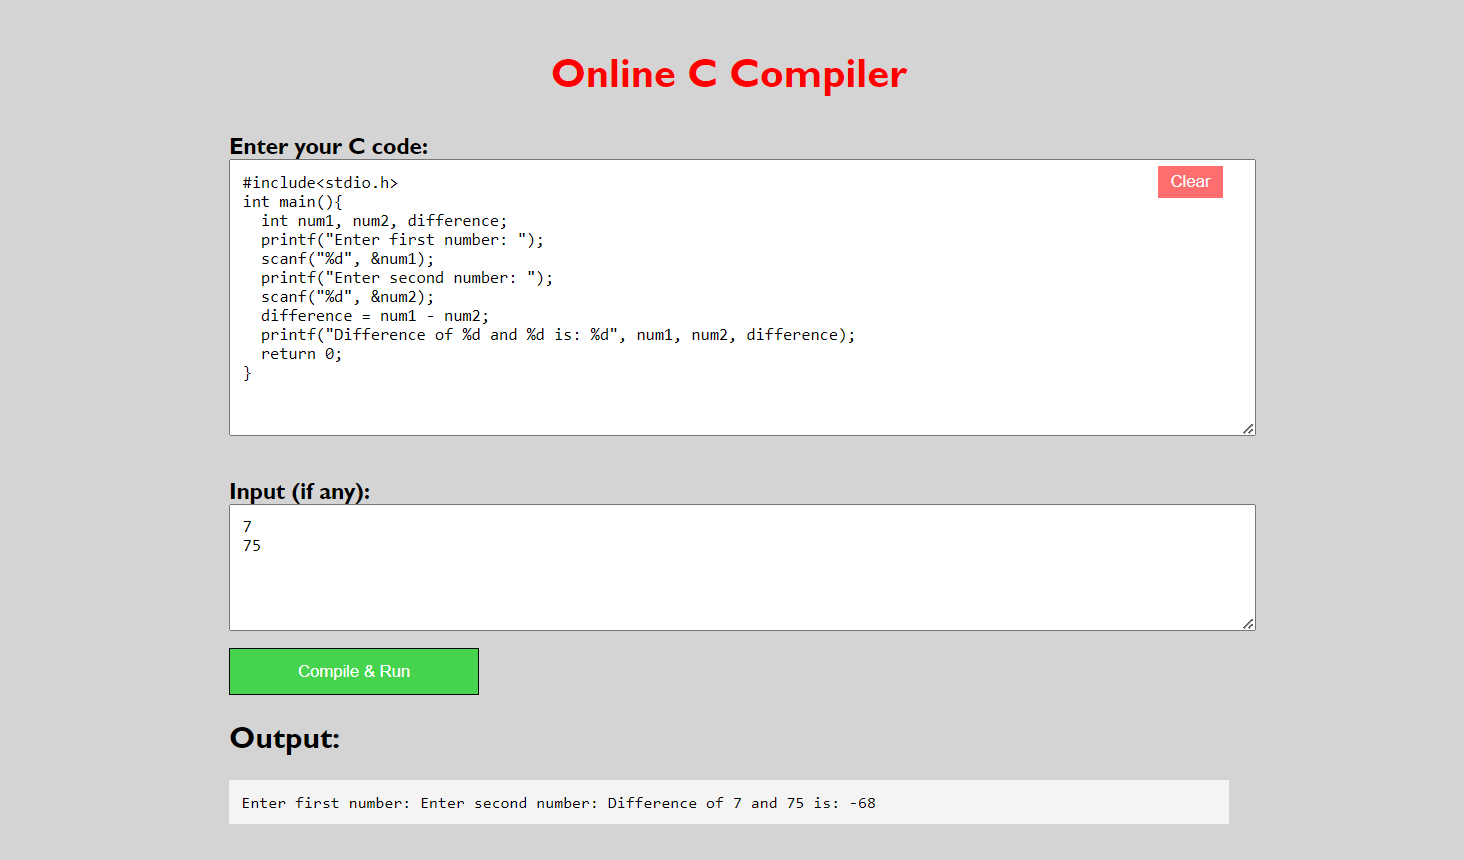 Online C Compiler
Enter your C code:
Clear
#include<stdio.h>
int main(){
  int num1, num2, difference;
  printf("Enter first number: ");
  scanf("%d", &num1);
  printf("Enter second number: ");
  scanf("%d", &num2);
  difference = num1 - num2;
  printf("Difference of %d and %d is: %d", num1, num2, difference);
  return 0;
}
Input (if any):
7
75
Compile & Run
Output:
Enter first number: Enter second number: Difference of 7 and 75 is: -68